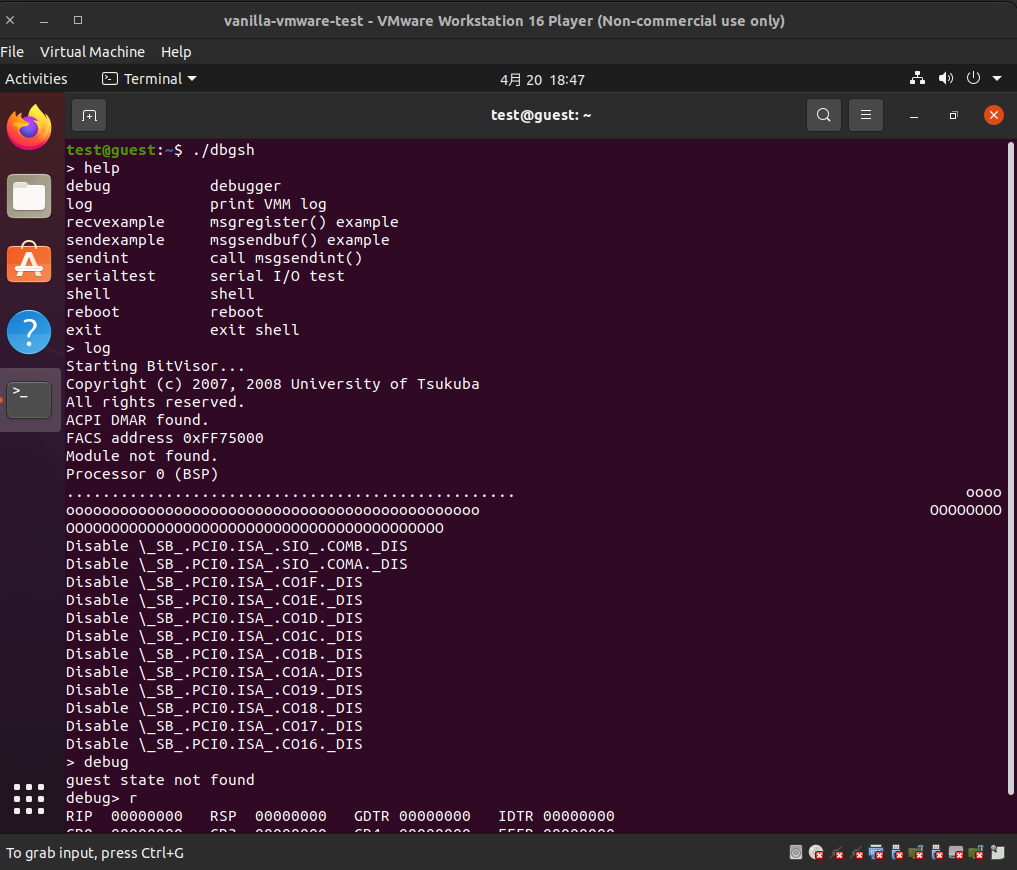 vanilla-vmware-test - VMware Workstation 16 Player (Non-commercial use only)
File Virtual Machine Help
Activities Terminal 4月 20 18:47
test@guest: ~
test@guest:~$ ./dbgsh
> help
debug debugger
log print VMM log
recvexample msgregister() example
sendexample msgsendbuf() example
sendint call msgsendint()
serialtest serial I/O test
shell shell
reboot reboot
exit exit shell
> log
Starting BitVisor...
Copyright (c) 2007, 2008 University of Tsukuba
All rights reserved.
ACPI DMAR found.
FACS address 0xFF75000
Module not found.
Processor 0 (BSP)
.................................................. oooo
oooooooooooooooooooooooooooooooooooooooooooooo OOOOOOOO
OOOOOOOOOOOOOOOOOOOOOOOOOOOOOOOOOOOOOOOOOO
Disable \_SB_.PCI0.ISA_.SIO_.COMB._DIS
Disable \_SB_.PCI0.ISA_.SIO_.COMA._DIS
Disable \_SB_.PCI0.ISA_.CO1F._DIS
Disable \_SB_.PCI0.ISA_.CO1E._DIS
Disable \_SB_.PCI0.ISA_.CO1D._DIS
Disable \_SB_.PCI0.ISA_.CO1C._DIS
Disable \_SB_.PCI0.ISA_.CO1B._DIS
Disable \_SB_.PCI0.ISA_.CO1A._DIS
Disable \_SB_.PCI0.ISA_.CO19._DIS
Disable \_SB_.PCI0.ISA_.CO18._DIS
Disable \_SB_.PCI0.ISA_.CO17._DIS
Disable \_SB_.PCI0.ISA_.CO16._DIS
> debug
guest state not found
debug> r
RIP 00000000 RSP 00000000 GDTR 00000000 IDTR 00000000
To grab input, press Ctrl+G